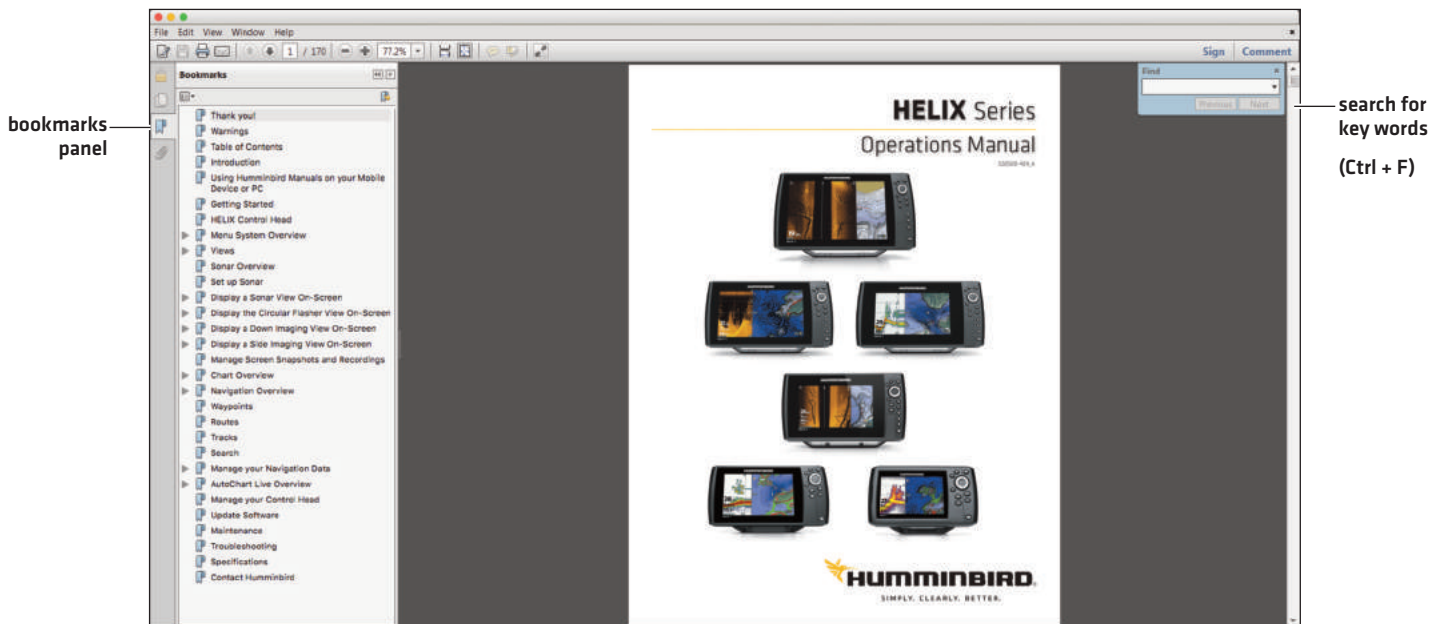 File Edit View Window Help
1 / 170
77.2%
Sign
Comment
Bookmarks
Thank you!
Warnings
Table of Contents
Introduction
Using Humminbird Manuals on your Mobile
Device or PC
Getting Started
HELIX Control Head
Menu System Overview
Views
Sonar Overview
Set up Sonar
Display a Sonar View On-Screen
Display the Circular Flasher View On-Screen
Display a Down Imaging View On-Screen
Display a Side Imaging View On-Screen
Manage Screen Snapshots and Recordings
Chart Overview
Navigation Overview
Waypoints
Routes
Tracks
Search
Manage your Navigation Data
AutoChart Live Overview
Manage your Control Head
Update Software
Maintenance
Troubleshooting
Specifications
Contact Humminbird
bookmarks
panel
HELIX Series
Operations Manual
HUMMINBIRD
SIMPLY. CLEARLY. BETTER.
Find
Previous
Next
search for
key words
(Ctrl + F)